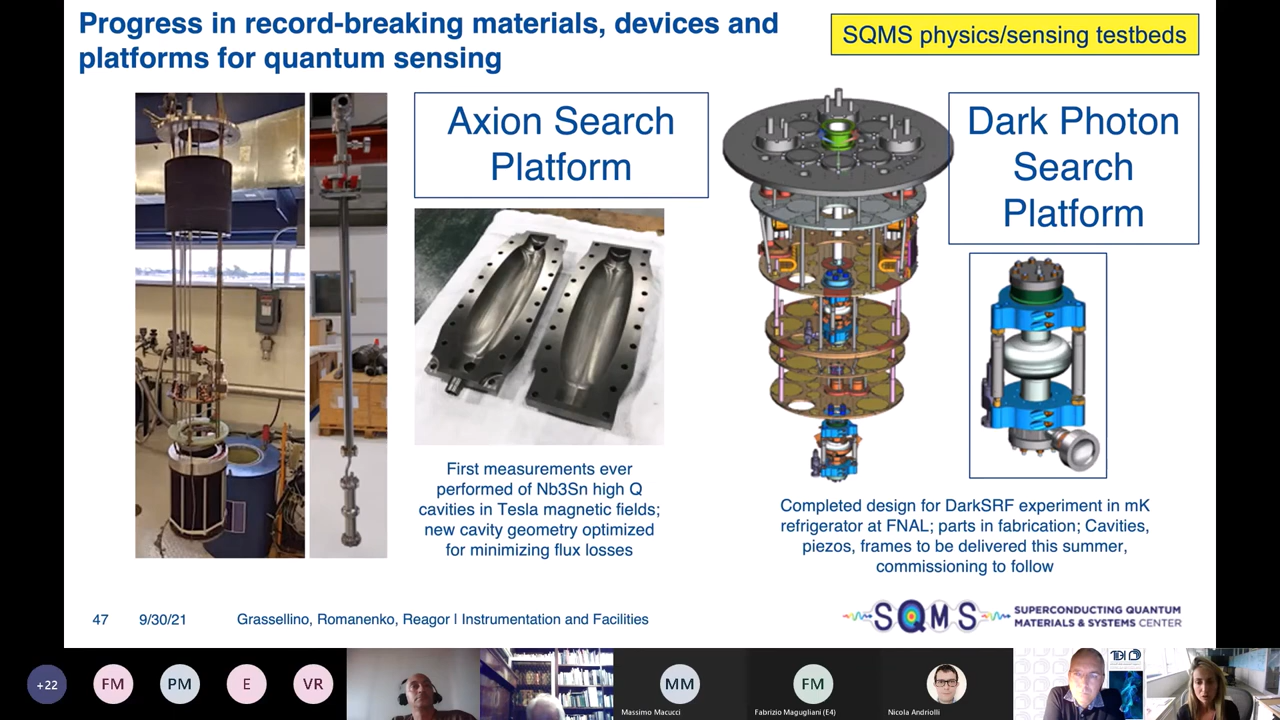 Progress in record-breaking materials, devices and
platforms for quantum sensing
SQMS physics/sensing testbeds
Axion Search
Platform
Dark Photon
Search
Platform
First measurements ever
performed of Nb3Sn high Q
cavities in Tesla magnetic fields;
new cavity geometry optimized
for minimizing flux losses
Completed design for DarkSRF experiment in mK
refrigerator at FNAL; parts in fabrication; Cavities,
piezos, frames to be delivered this summer,
commissioning to follow
47 9/30/21 Grassellino, Romanenko, Reagor | Instrumentation and Facilities
SQMS
SUPERCONDUCTING QUANTUM
MATERIALS & SYSTEMS CENTER
+22
FM
PM
E
VR
MM
Massimo Macucci
FM
Fabrizio Magugliani (E4)
Nicola Andriolli